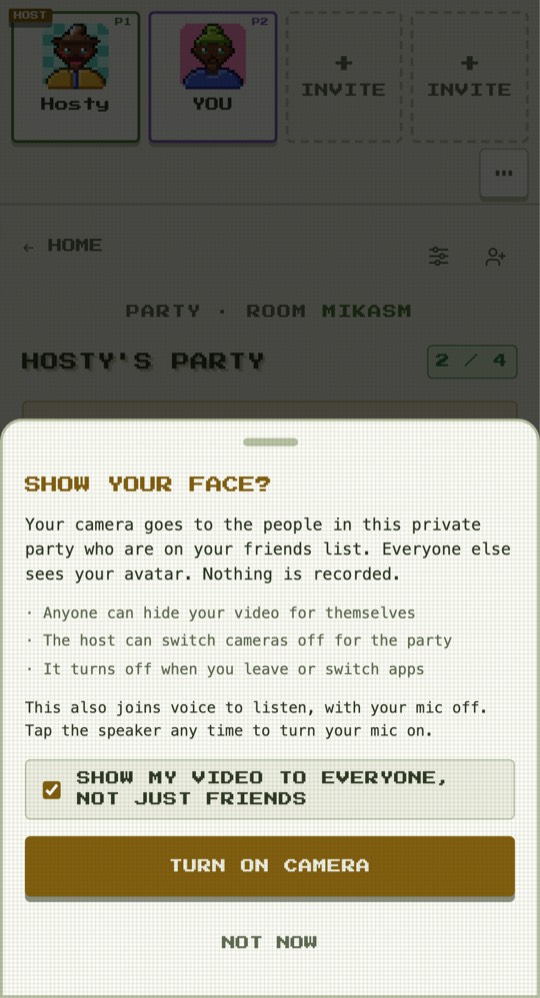 HOST
P1
Hosty
P2
YOU
+
INVITE
+
INVITE
...
← HOME
PARTY · ROOM MIKASM
HOSTY'S PARTY
2 / 4
SHOW YOUR FACE?
Your camera goes to the people in this private
party who are on your friends list. Everyone else
sees your avatar. Nothing is recorded.
· Anyone can hide your video for themselves
· The host can switch cameras off for the party
· It turns off when you leave or switch apps
This also joins voice to listen, with your mic off.
Tap the speaker any time to turn your mic on.
SHOW MY VIDEO TO EVERYONE,
NOT JUST FRIENDS
TURN ON CAMERA
NOT NOW